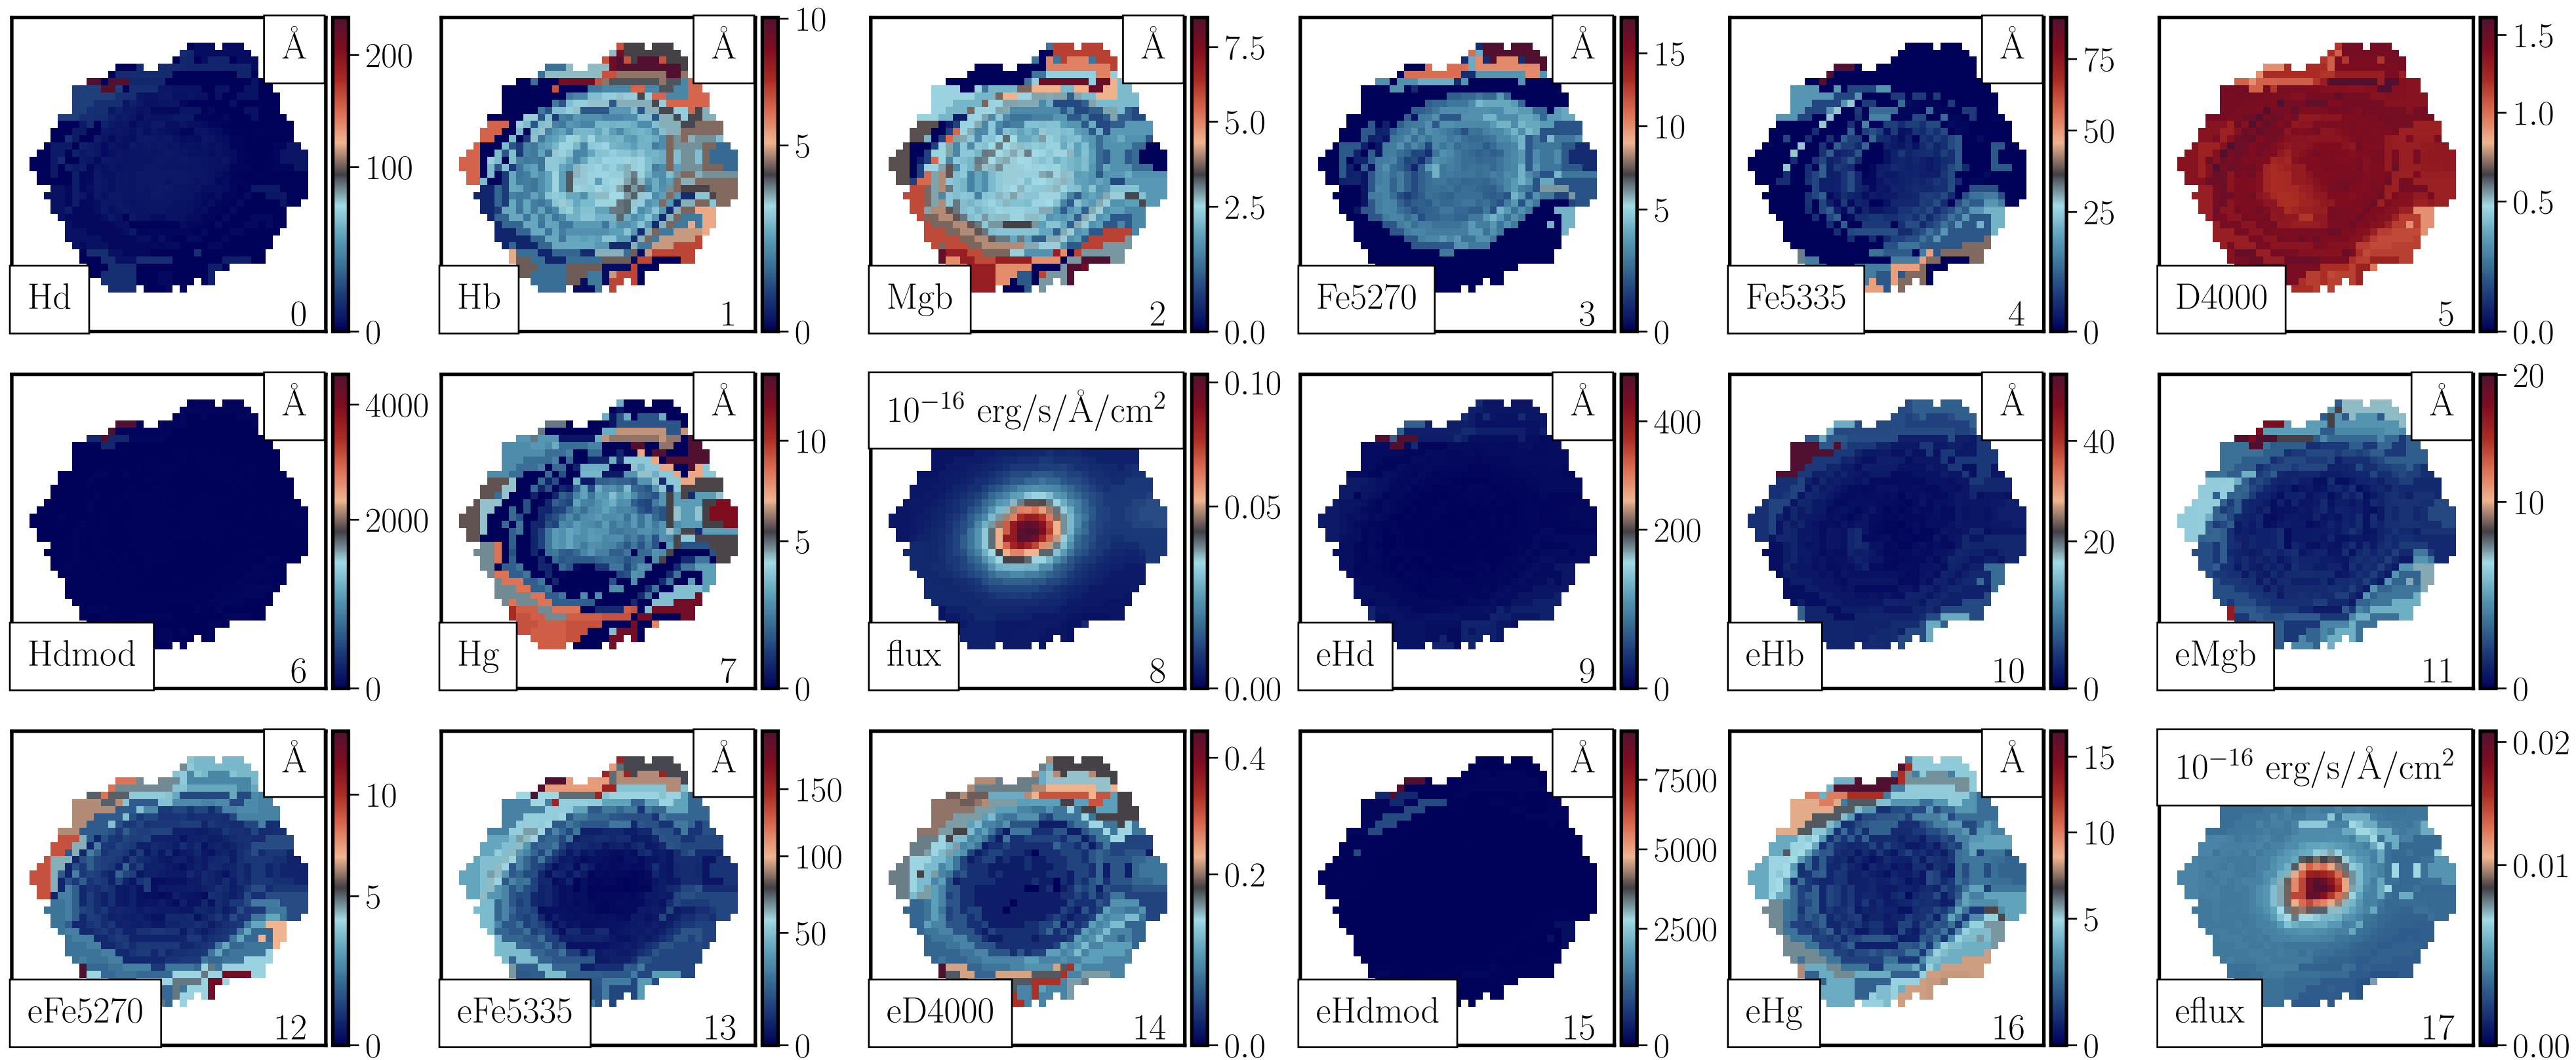 Å
Hd
0
200
100
0
Å
Hb
1
10
5
0
Å
Mgb
2
7.5
5.0
2.5
0.0
Å
Fe5270
3
15
10
5
0
Å
Fe5335
4
75
50
25
0
D4000
5
1.5
1.0
0.5
0.0
Å
Hdmod
6
4000
2000
0
Å
Hg
7
10
5
0
10⁻¹⁶ erg/s/Å/cm²
flux
8
0.10
0.05
0.00
Å
eHd
9
400
200
0
Å
eHb
10
40
20
0
Å
eMgb
11
20
10
0
Å
eFe5270
12
10
5
0
Å
eFe5335
13
150
100
50
0
eD4000
14
0.4
0.2
0.0
Å
eHdmod
15
7500
5000
2500
0
Å
eHg
16
15
10
5
0
10⁻¹⁶ erg/s/Å/cm²
eflux
17
0.02
0.01
0.00